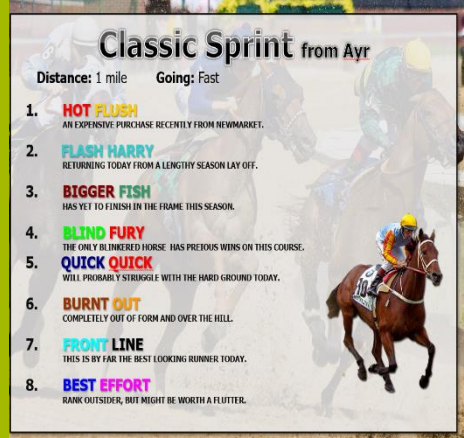 Classic Sprint from Ayr
Distance: 1 mile Going: Fast
1. HOT FLUSH
AN EXPENSIVE PURCHASE RECENTLY FROM NEWMARKET.
2. FLASH HARRY
RETURNING TODAY FROM A LENGTHY SEASON LAY OFF.
3. BIGGER FISH
HAS YET TO FINISH IN THE FRAME THIS SEASON.
4. BLIND FURY
THE ONLY BLINKERED HORSE HAS PREIOUS WINS ON THIS COURSE.
5. QUICK QUICK
WILL PROBABLY STRUGGLE WITH THE HARD GROUND TODAY.
6. BURNT OUT
COMPLETELY OUT OF FORM AND OVER THE HILL.
7. FRONT LINE
THIS IS BY FAR THE BEST LOOKING RUNNER TODAY.
8. BEST EFFORT
RANK OUTSIDER, BUT MIGHT BE WORTH A FLUTTER.